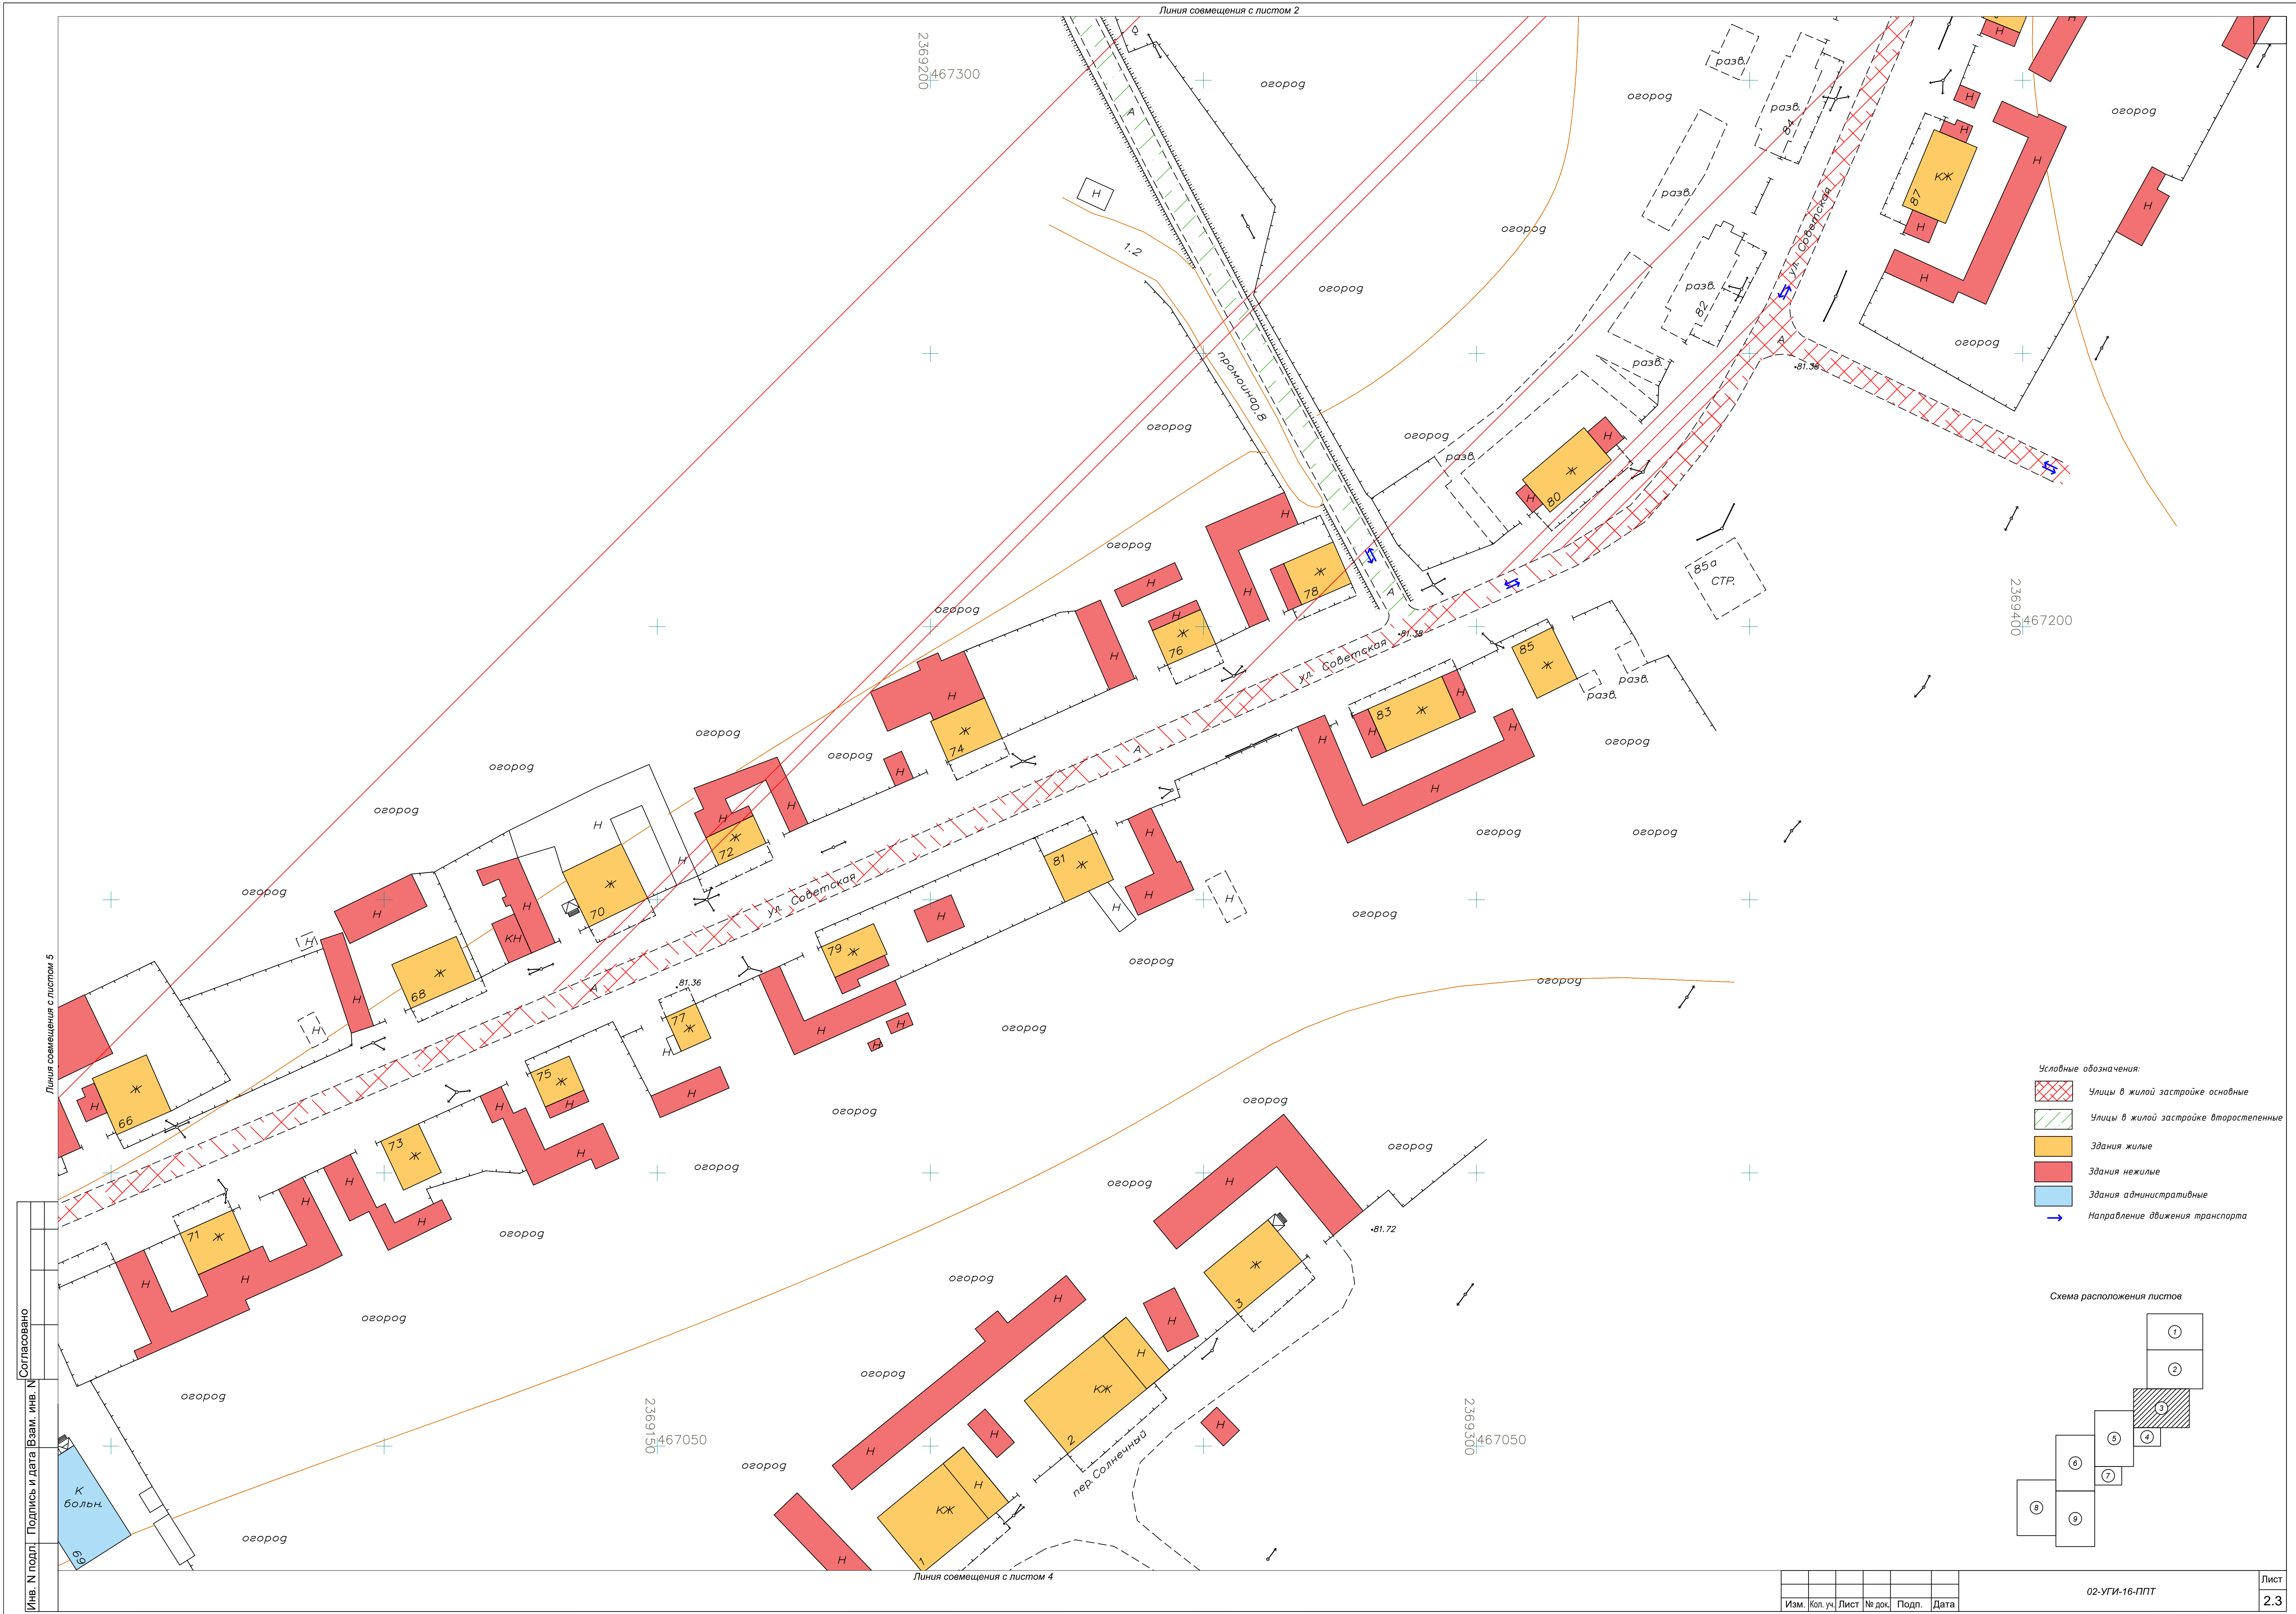 Линия совмещения с листом 2
2369200
467300
огород
огород
огород
разв.
разв.
84
Н
Н
Н
Н
Н
КЖ
87
Н
Н
Н
А
Н
1.2
разв.
огород
огород
ул. Советская
разв.
82
огород
промоина0.8
разв.
А
81.38
огород
огород
огород
разв.
Н
Ж
80
Н
Н
огород
Н
Ж
78
Н
Н
Ж
76
А
85а
СТР.
2369400
467200
огород
81.38
ул. Советская
85
Ж
разв.
разв.
Н
Н
Ж
74
83
Ж
Н
Н
Н
Н
огород
огород
огород
Н
А
огород
огород
Н
Н
Н
Ж
72
Н
огород
огород
Н
Н
81
Ж
Н
Н
огород
Н
Ж
70
Н
КН
ул. Советская
Н
огород
Линия совмещения с листом 5
Н
Н
Ж
68
79
Ж
огород
огород
А
81.36
Н
Н
77
Ж
Н
Н
Н
Н
огород
Ж
66
Н
75
Ж
Н
Н
огород
огород
Н
Н
73
Ж
огород
огород
огород
Н
Н
Н
Н
71
Ж
Н
Н
огород
Н
81.72
Ж
3
огород
огород
Н
Н
Н
КЖ
2
огород
огород
Н
Н
Н
2369150
467050
2369300
467050
огород
пер. Солнечный
Н
КЖ
1
Н
К
больн.
69
огород
Условные обозначения:
Улицы в жилой застройке основные
Улицы в жилой застройке второстепенные
Здания жилые
Здания нежилые
Здания административные
Направление движения транспорта
Схема расположения листов
1
2
3
4
5
6
7
8
9
Согласовано
Взам. инв. N
Подпись и дата
Инв. N подл.
Линия совмещения с листом 4
Изм. Кол. уч. Лист № док. Подп. Дата
02-УГИ-16-ППТ
Лист
2.3